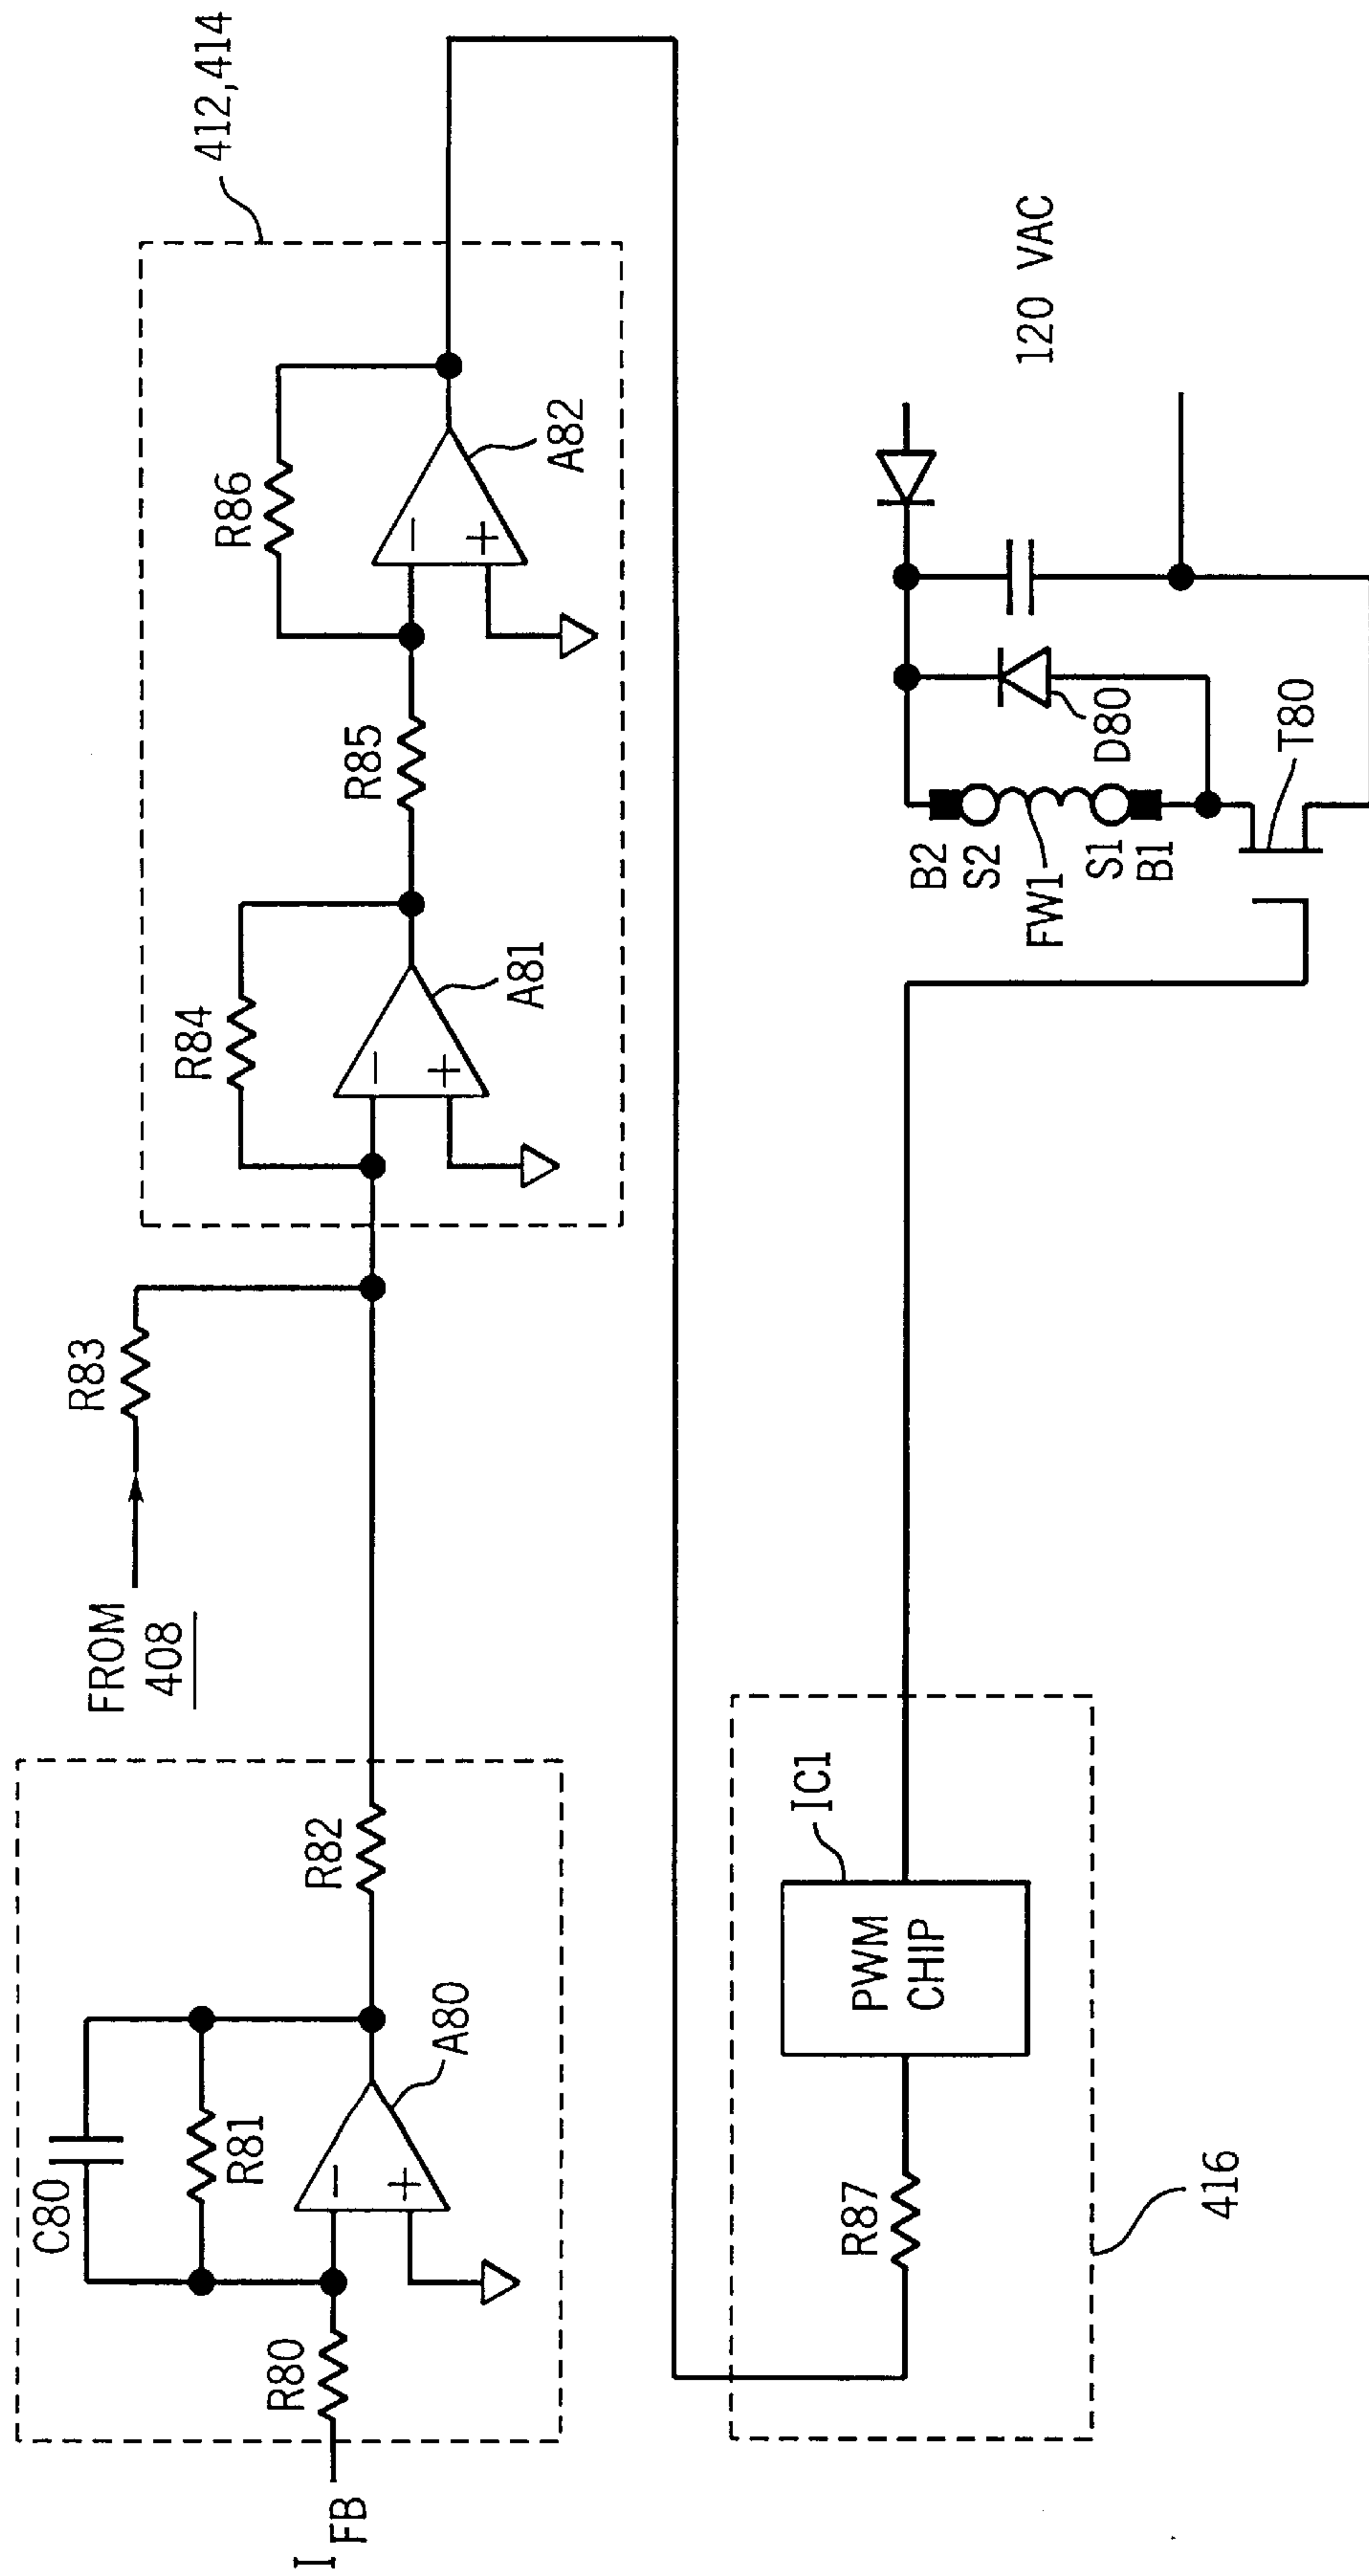 I FB
R80
C80
R81
A80
R82
FROM
408
R83
R84
A81
R85
R86
A82
412,414
R87
PWM
CHIP
IC1
416
B2
S2
FW1
S1
B1
D80
T80
120 VAC